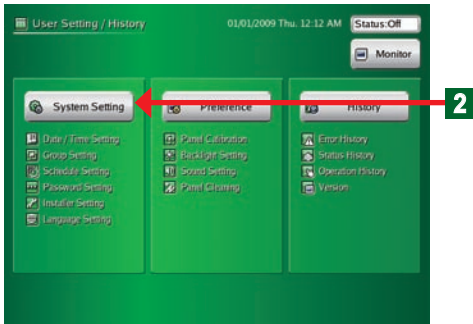 User Setting / History
01/01/2009 Thu. 12:12 AM
Status:Off
Monitor
System Setting
Date / Time Setting
Group Setting
Schedule Setting
Password Setting
Installer Setting
Language Setting
Preference
Panel Calibration
Backlight Setting
Sound Setting
Panel Cleaning
History
Error History
Status History
Operation History
Version
2